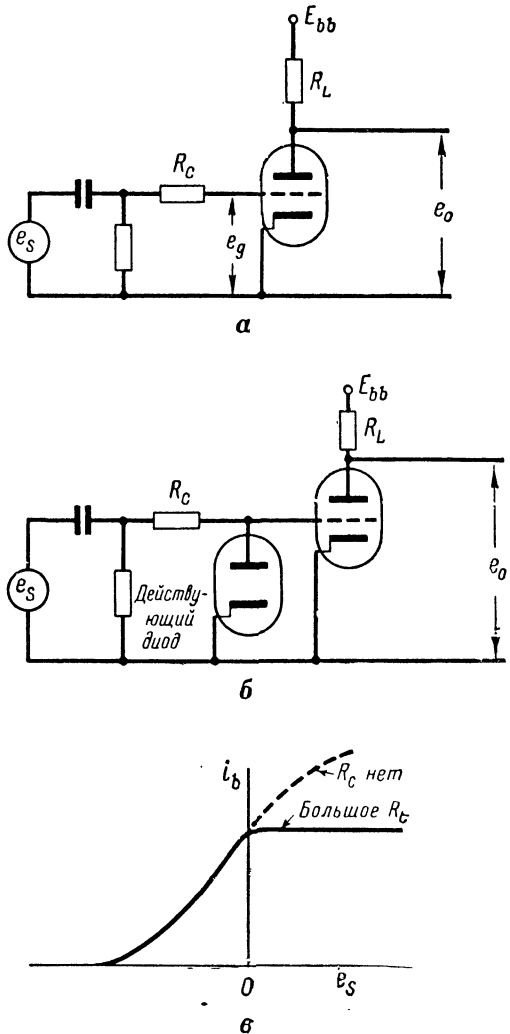 E_bb
R_L
R_c
e_s
e_g
e_o
а
E_bb
R_L
R_c
e_s
Действу-
ющий
диод
e_o
б
i_b
R_c нет
Большое R_t
0
e_s
в